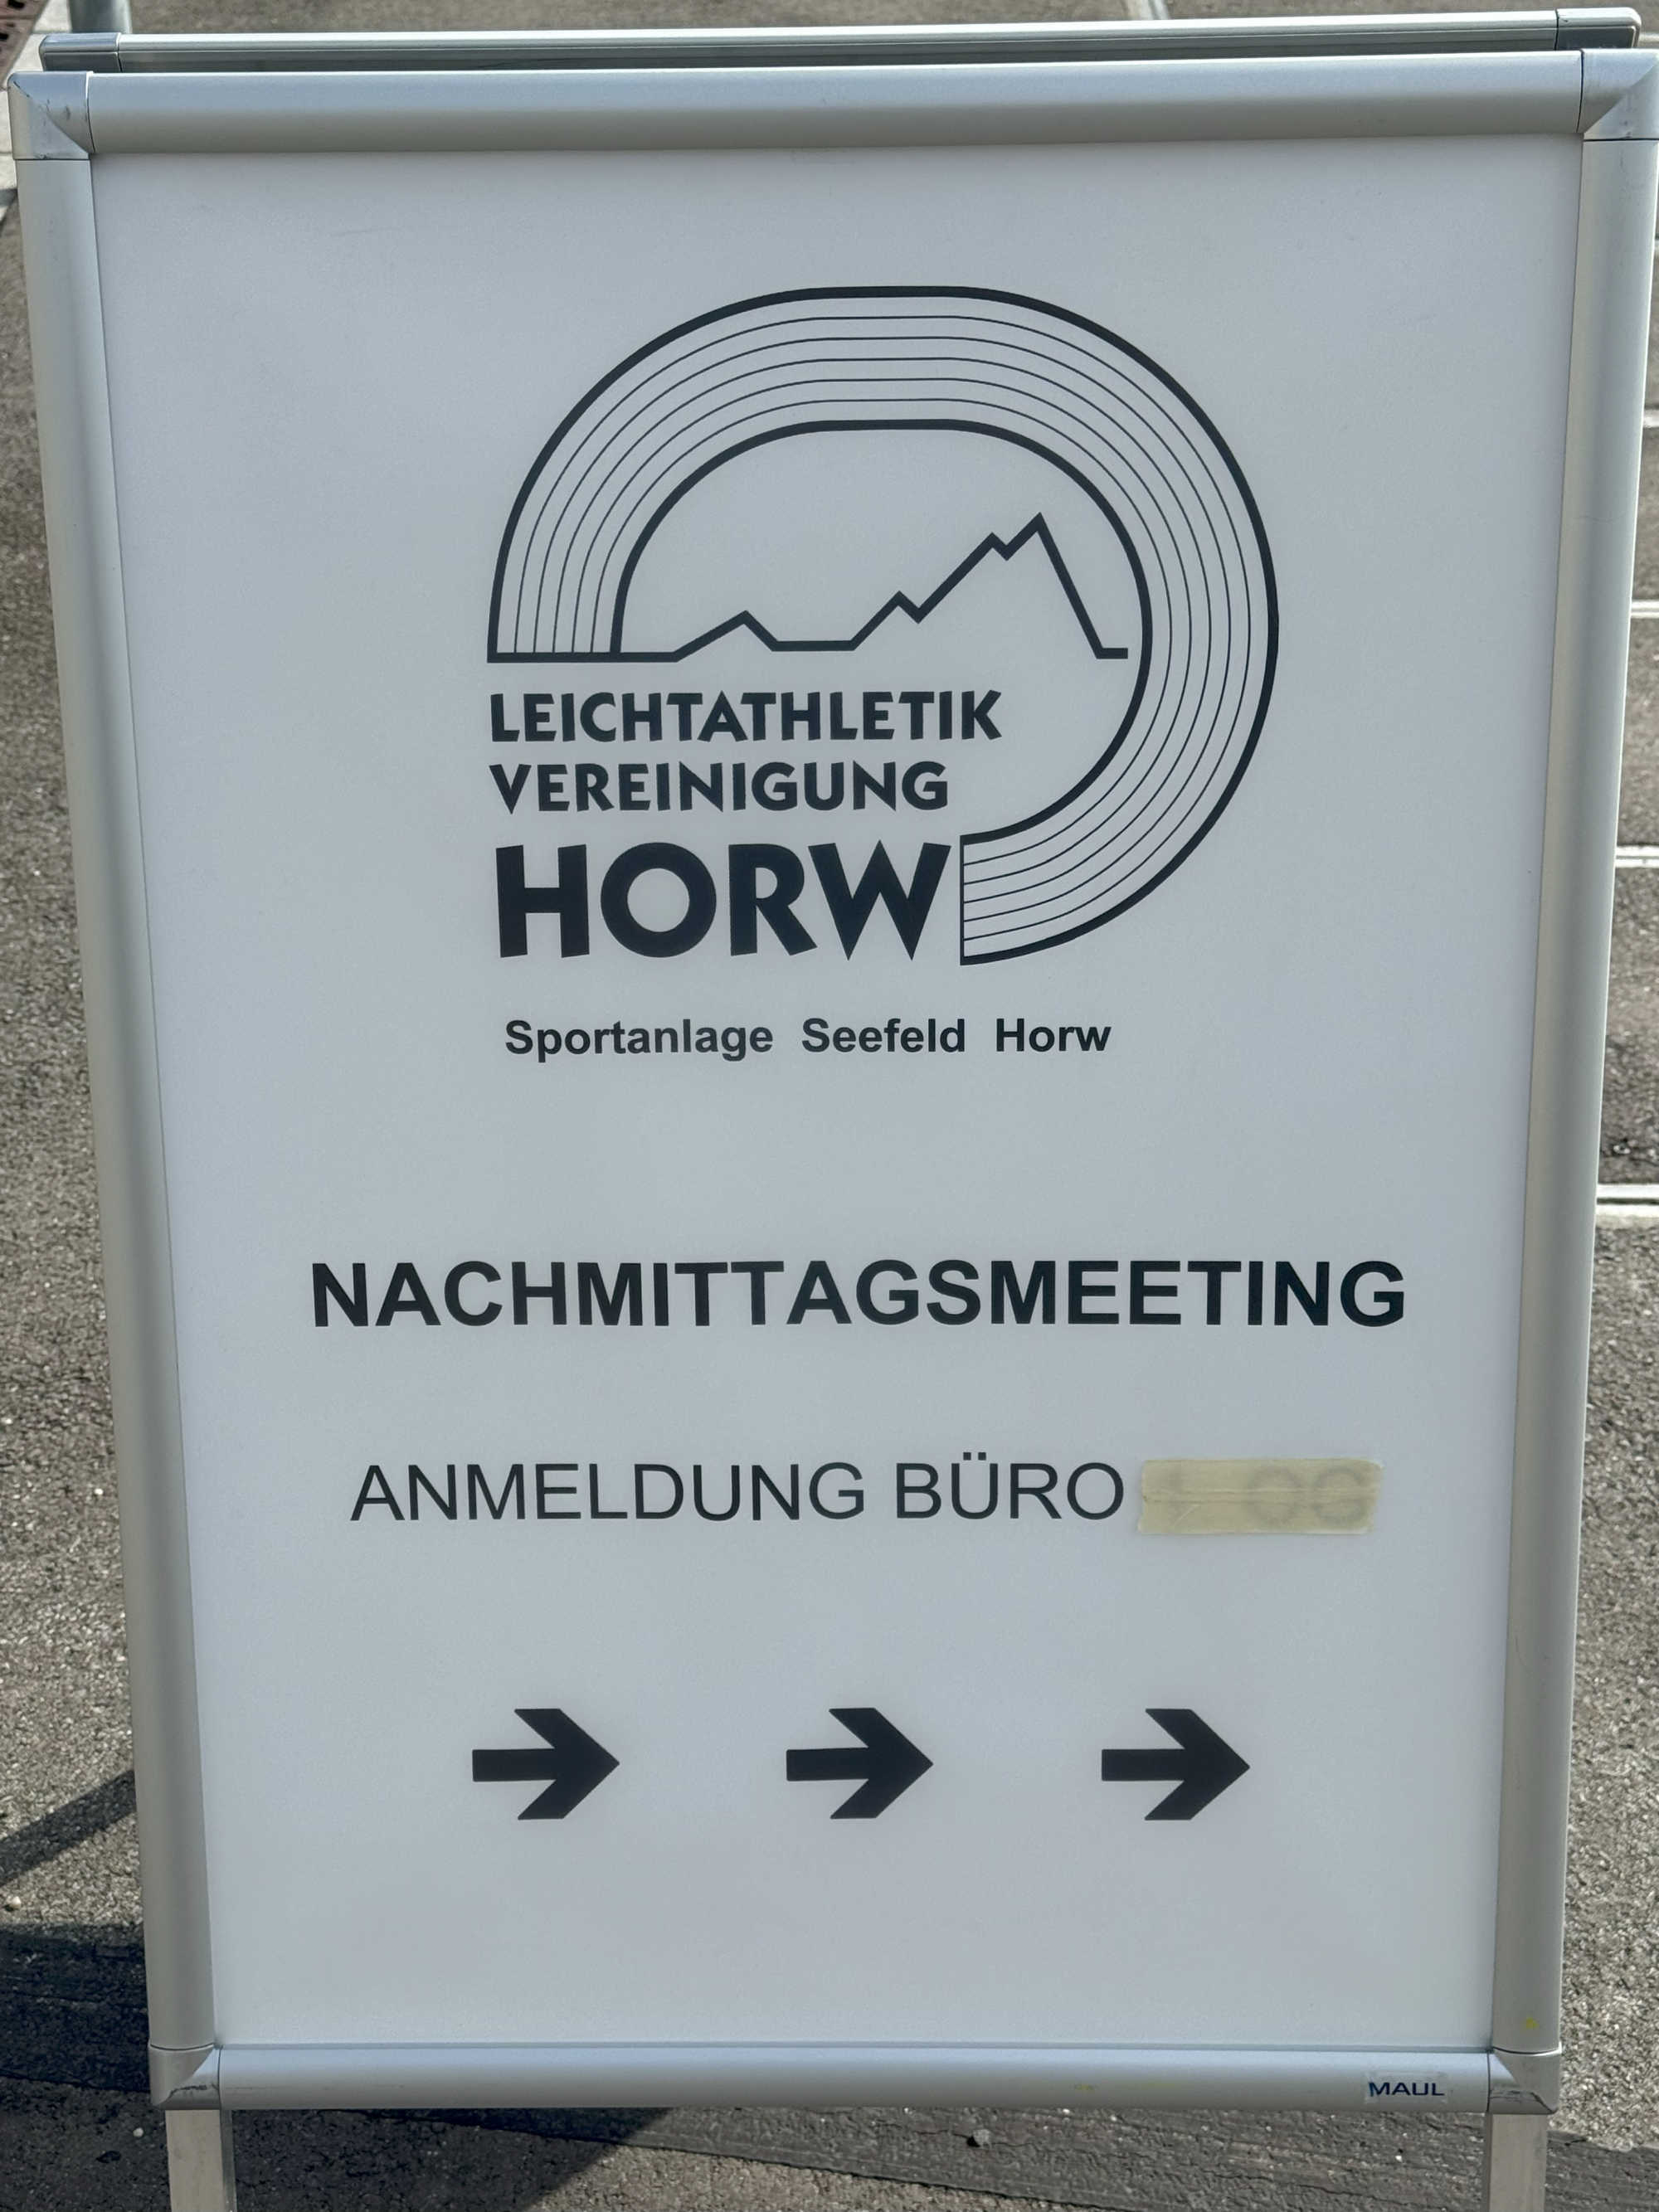 LEICHTATHLETIK
VEREINIGUNG
HORW
Sportanlage Seefeld Horw
NACHMITTAGSMEETING
ANMELDUNG BÜRO
→ → →
MAUL